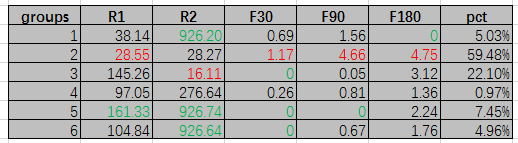 groups R1 R2 F30 F90 F180 pct
1 38.14 926.20 0.69 1.56 0 5.03%
2 28.55 28.27 1.17 4.66 4.75 59.48%
3 145.26 16.11 0 0.05 3.12 22.10%
4 97.05 276.64 0.26 0.81 1.36 0.97%
5 161.33 926.74 0 0 2.24 7.45%
6 104.84 926.64 0 0.67 1.76 4.96%